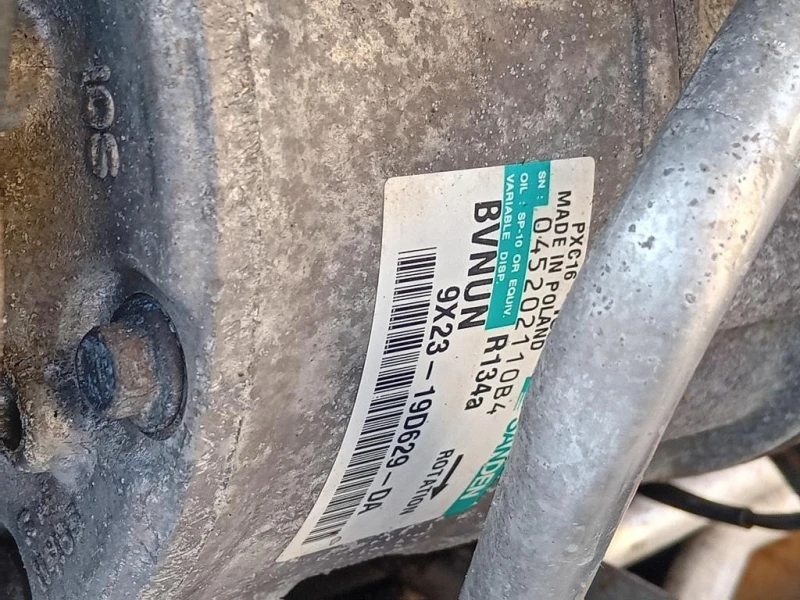 SANDEN
PXC16
MADE IN POLAND
SN : 045202110B4
OIL : SP-10 OR EQUIV.
VARIABLE DISP.
R134a
BVNUN
ROTATION
9X23-19D629-DA